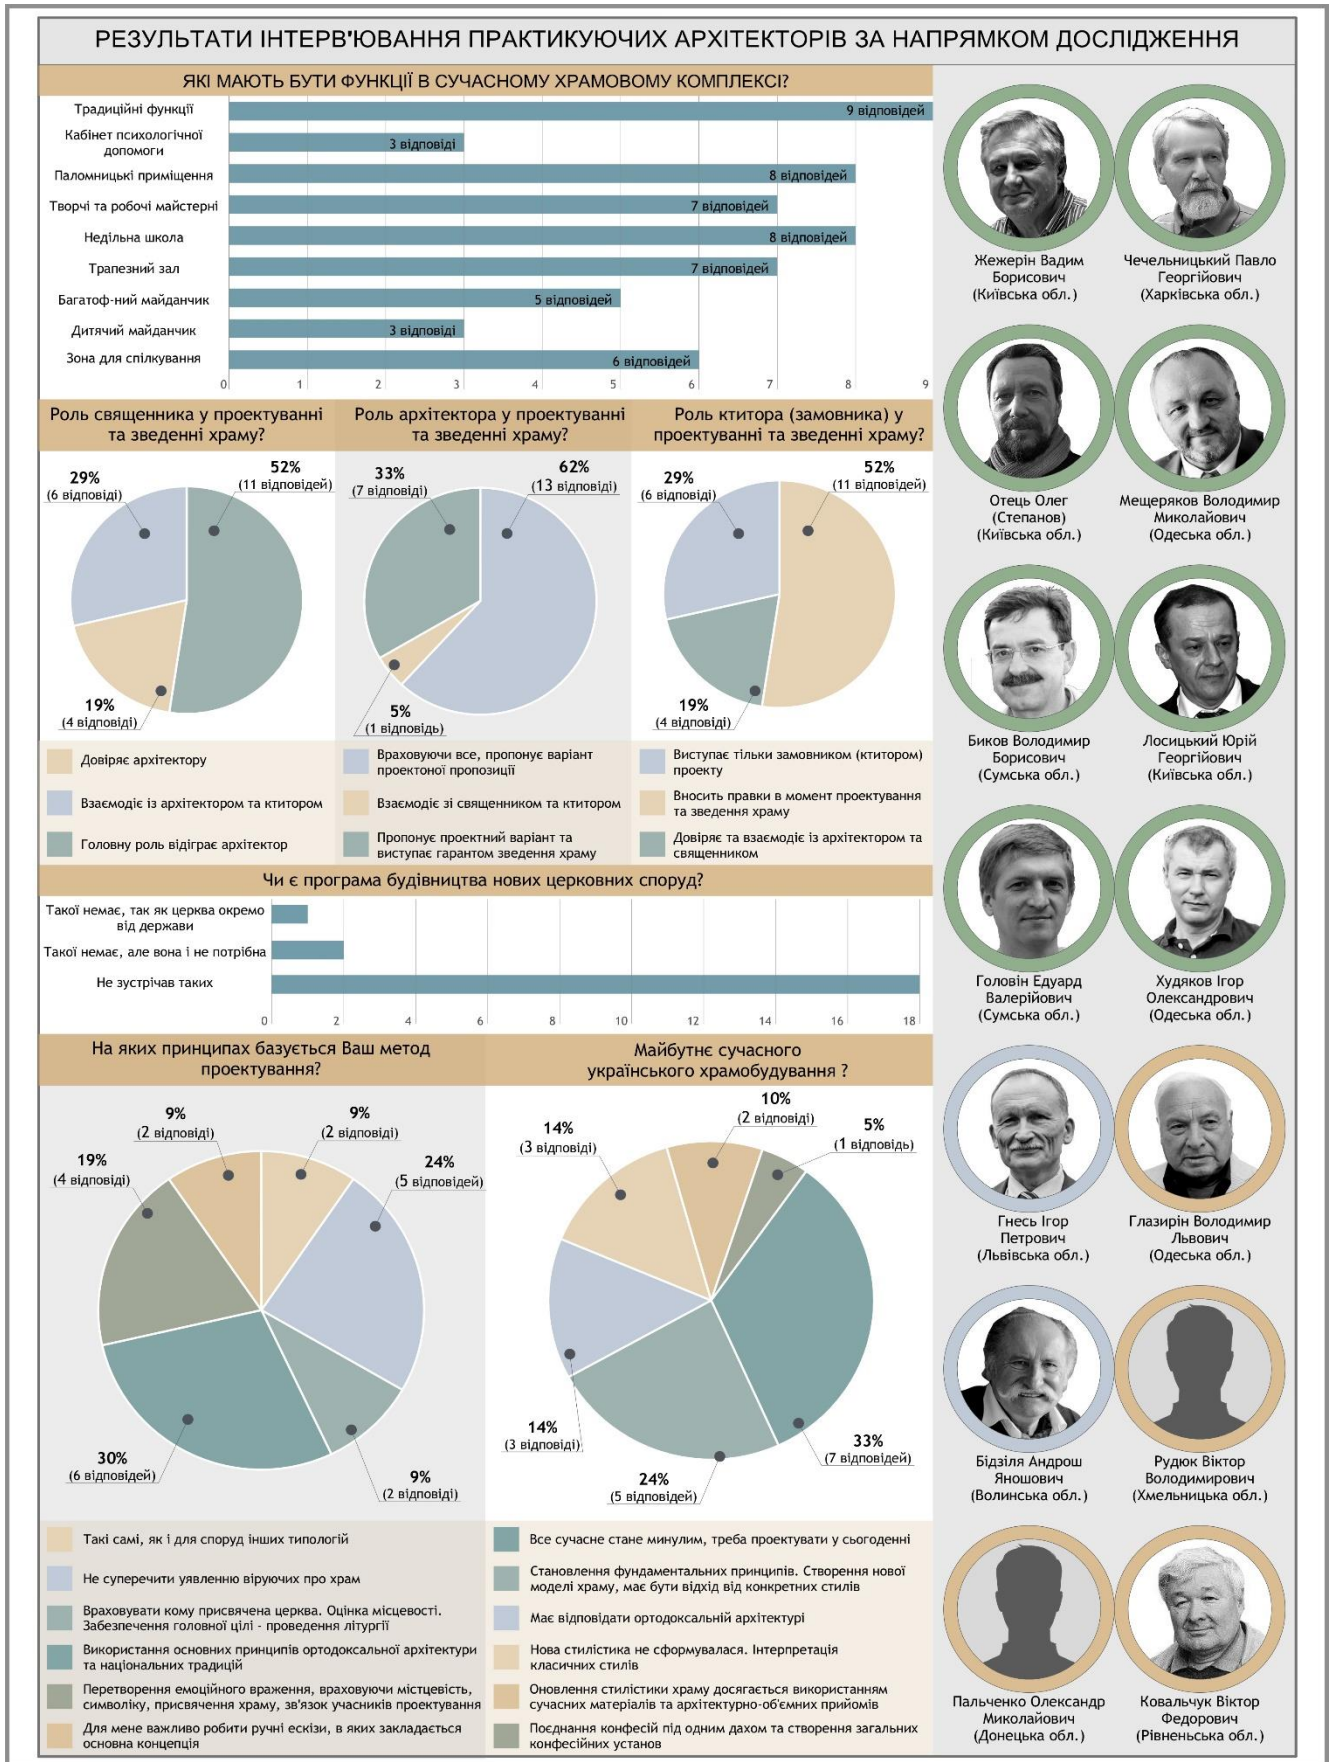 РЕЗУЛЬТАТИ ІНТЕРВ'ЮВАННЯ ПРАКТИКУЮЧИХ АРХІТЕКТОРІВ ЗА НАПРЯМКОМ ДОСЛІДЖЕННЯ
ЯКІ МАЮТЬ БУТИ ФУНКЦІЇ В СУЧАСНОМУ ХРАМОВОМУ КОМПЛЕКСІ?
Традиційні функції
9 відповідей
Кабінет психологічної
допомоги
3 відповіді
Паломницькі приміщення
8 відповідей
Творчі та робочі майстерні
7 відповідей
Недільна школа
8 відповідей
Трапезний зал
7 відповідей
Багатоф-ний майданчик
5 відповідей
Дитячий майданчик
3 відповіді
Зона для спілкування
6 відповідей
0 1 2 3 4 5 6 7 8 9
Роль священника у проектуванні
та зведенні храму?
29%
(6 відповіді)
52%
(11 відповідей)
19%
(4 відповіді)
Довіряє архітектору
Взаємодіє із архітектором та ктитором
Головну роль відіграє архітектор
Роль архітектора у проектуванні
та зведенні храму?
33%
(7 відповіді)
62%
(13 відповіді)
5%
(1 відповідь)
Враховуючи все, пропонує варіант
проектоної пропозиції
Взаємодіє зі священником та ктитором
Пропонує проектний варіант та
виступає гарантом зведення храму
Роль ктитора (замовника) у
проектуванні та зведенні храму?
29%
(6 відповіді)
52%
(11 відповідей)
19%
(4 відповіді)
Виступає тільки замовником (ктитором)
проекту
Вносить правки в момент проектування
та зведення храму
Довіряє та взаємодіє із архітектором та
священником
Чи є програма будівництва нових церковних споруд?
Такої немає, так як церква окремо
від держави
Такої немає, але вона і не потрібна
Не зустрічав таких
0 2 4 6 8 10 12 14 16 18
На яких принципах базується Ваш метод
проектування?
9%
(2 відповіді)
9%
(2 відповіді)
19%
(4 відповіді)
24%
(5 відповідей)
30%
(6 відповідей)
9%
(2 відповіді)
Такі самі, як і для споруд інших типологій
Не суперечити уявленню віруючих про храм
Враховувати кому присвячена церква. Оцінка місцевості.
Забезпечення головної цілі - проведення літургії
Використання основних принципів ортодоксальної архітектури
та національних традицій
Перетворення емоційного враження, враховуючи містцевість,
символіку, присвячення храму, зв'язок учасників проектування
Для мене важливо робити ручні ескізи, в яких закладається
основна концепція
Майбутнє сучасного
українського храмобудування ?
10%
(2 відповіді)
14%
(3 відповіді)
5%
(1 відповідь)
14%
(3 відповіді)
33%
(7 відповідей)
24%
(5 відповідей)
Все сучасне стане минулим, треба проектувати у сьогоденні
Становлення фундаментальних принципів. Створення нової
моделі храму, має бути відхід від конкретних стилів
Має відповідати ортодоксальній архітектурі
Нова стилістика не сформувалася. Інтерпретація
класичних стилів
Оновлення стилістики храму досягається використанням
сучасних матеріалів та архітектурно-об'ємних прийомів
Поєднання конфесій під одним дахом та створення загальних
конфесійних установ
Жежерін Вадим
Борисович
(Київська обл.)
Чечельницький Павло
Георгійович
(Харківська обл.)
Отець Олег
(Степанов)
(Київська обл.)
Мещеряков Володимир
Миколайович
(Одеська обл.)
Биков Володимир
Борисович
(Сумська обл.)
Лосицький Юрій
Георгійович
(Київська обл.)
Головін Едуард
Валерійович
(Сумська обл.)
Худяков Ігор
Олександрович
(Одеська обл.)
Гнесь Ігор
Петрович
(Львівська обл.)
Глазирін Володимир
Львович
(Одеська обл.)
Бідзіля Андрош
Яношович
(Волинська обл.)
Рудюк Віктор
Володимирович
(Хмельницька обл.)
Пальченко Олександр
Миколайович
(Донецька обл.)
Ковальчук Віктор
Федорович
(Рівненьська обл.)